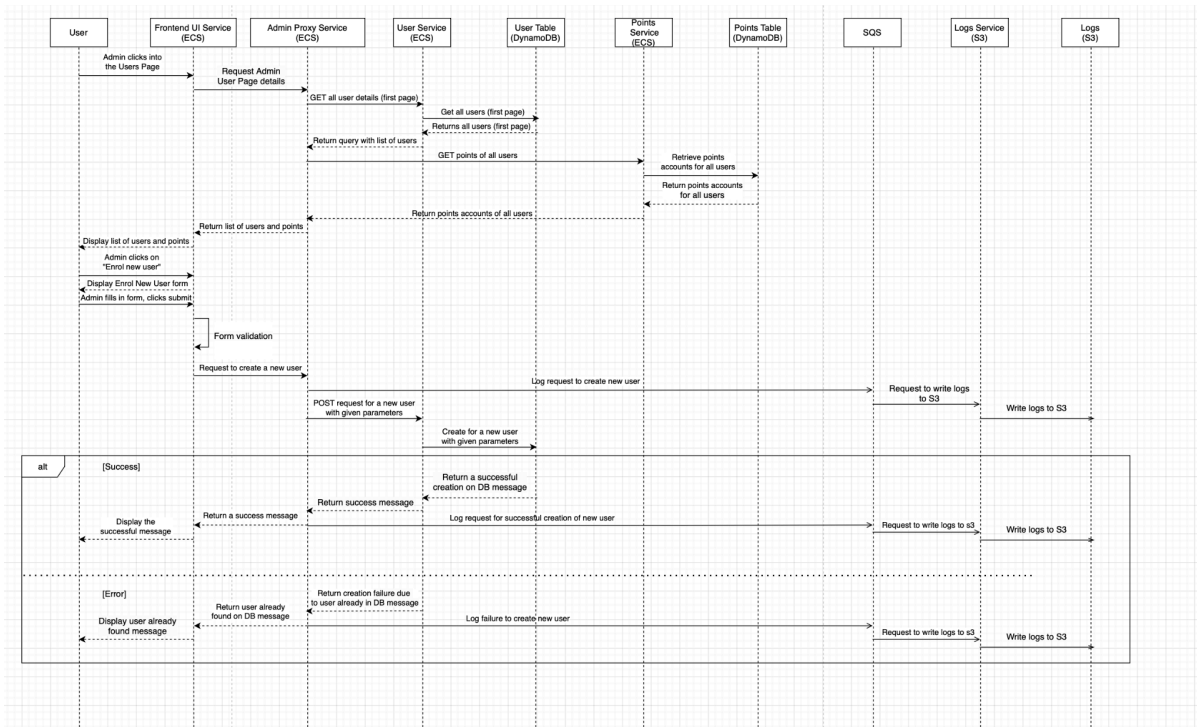 User
Frontend UI Service
(ECS)
Admin Proxy Service
(ECS)
User Service
(ECS)
User Table
(DynamoDB)
Points
Service
(ECS)
Points Table
(DynamoDB)
SQS
Logs Service
(S3)
Logs
(S3)
Admin clicks into
the Users Page
Request Admin
User Page details
GET all user details (first page)
Get all users (first page)
Returns all users (first page)
Return query with list of users
GET points of all users
Retrieve points
accounts for all users
Return points accounts
for all users
Return points accounts of all users
Return list of users and points
Display list of users and points
Admin clicks on
"Enrol new user"
Display Enrol New User form
Admin fills in form, clicks submit
Form validation
Request to create a new user
Log request to create new user
Request to write logs
to S3
Write logs to S3
POST request for a new user
with given parameters
Create for a new user
with given parameters
alt
[Success]
Return a successful
creation on DB message
Return success message
Return a success message
Log request for successful creation of new user
Display the
successful message
Request to write logs to s3
Write logs to S3
[Error]
Return creation failure due
to user already in DB message
Return user already
found on DB message
Log failure to create new user
Display user already
found message
Request to write logs to s3
Write logs to S3